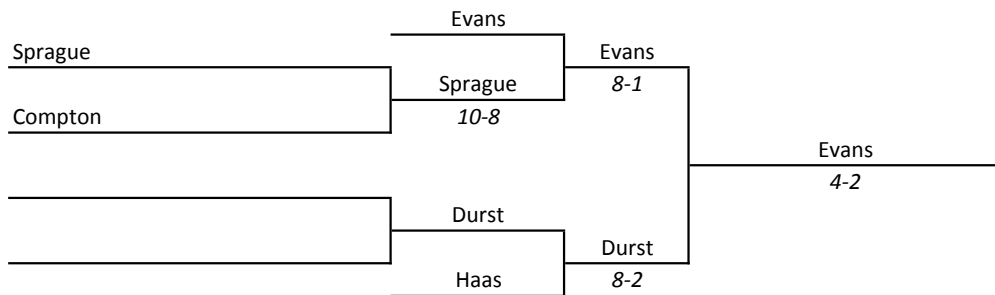 Evans
Sprague
Evans
Sprague
8-1
10-8
Compton
Evans
4-2
Durst
Durst
Haas
8-2